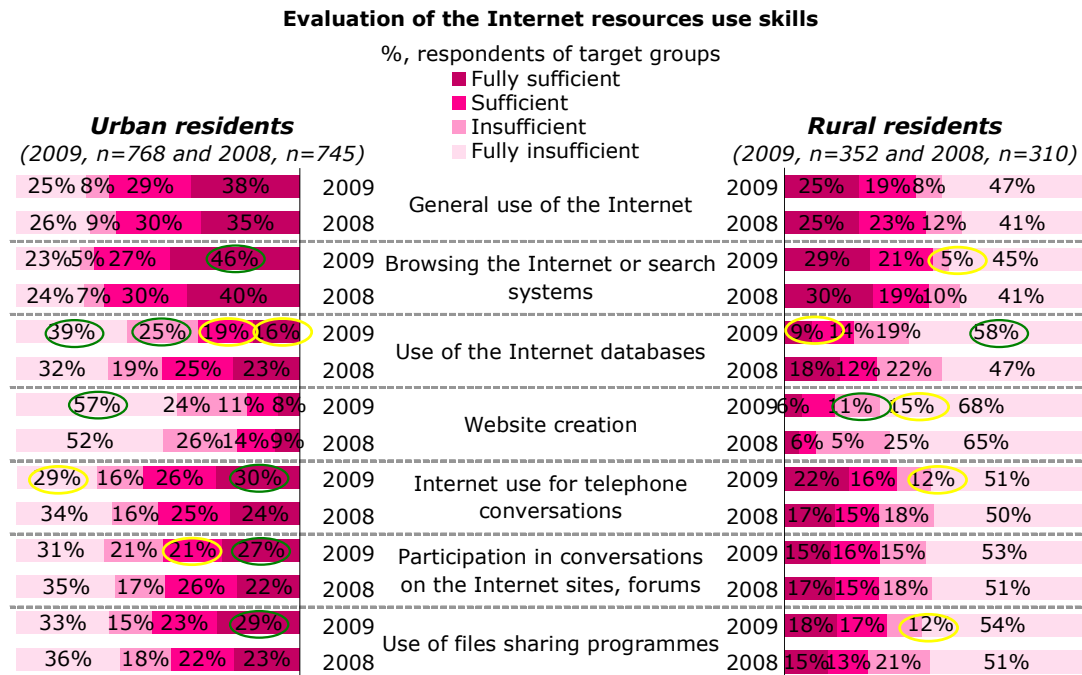 Evaluation of the Internet resources use skills
%, respondents of target groups
Fully sufficient
Sufficient
Insufficient
Fully insufficient
Urban residents
(2009, n=768 and 2008, n=745)
Rural residents
(2009, n=352 and 2008, n=310)
25% 8% 29% 38% 2009
General use of the Internet
2009 25% 19% 8% 47%
26% 9% 30% 35% 2008
2008 25% 23% 12% 41%
23% 5% 27% 46% 2009
Browsing the Internet or search
systems
2009 29% 21% 5% 45%
24% 7% 30% 40% 2008
2008 30% 19% 10% 41%
39% 25% 19% 16% 2009
Use of the Internet databases
2009 9% 14% 19% 58%
32% 19% 25% 23% 2008
2008 18% 12% 22% 47%
57% 24% 11% 8% 2009
Website creation
2009 6% 11% 15% 68%
52% 26% 14% 9% 2008
2008 6% 5% 25% 65%
29% 16% 26% 30% 2009
Internet use for telephone
conversations
2009 22% 16% 12% 51%
34% 16% 25% 24% 2008
2008 17% 15% 18% 50%
31% 21% 21% 27% 2009
Participation in conversations
on the Internet sites, forums
2009 15% 16% 15% 53%
35% 17% 26% 22% 2008
2008 17% 15% 18% 51%
33% 15% 23% 29% 2009
Use of files sharing programmes
2009 18% 17% 12% 54%
36% 18% 22% 23% 2008
2008 15% 13% 21% 51%